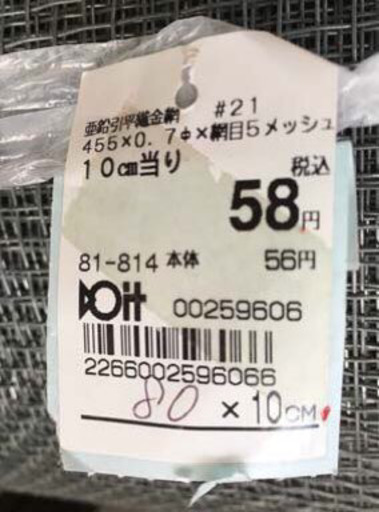 亜鉛引平織金網 #21
455×0.7φ×網目5メッシュ
10㎝当り 税込
58円
81-814 本体 56円
DOit 00259606
2266002596066
80 ×10CM